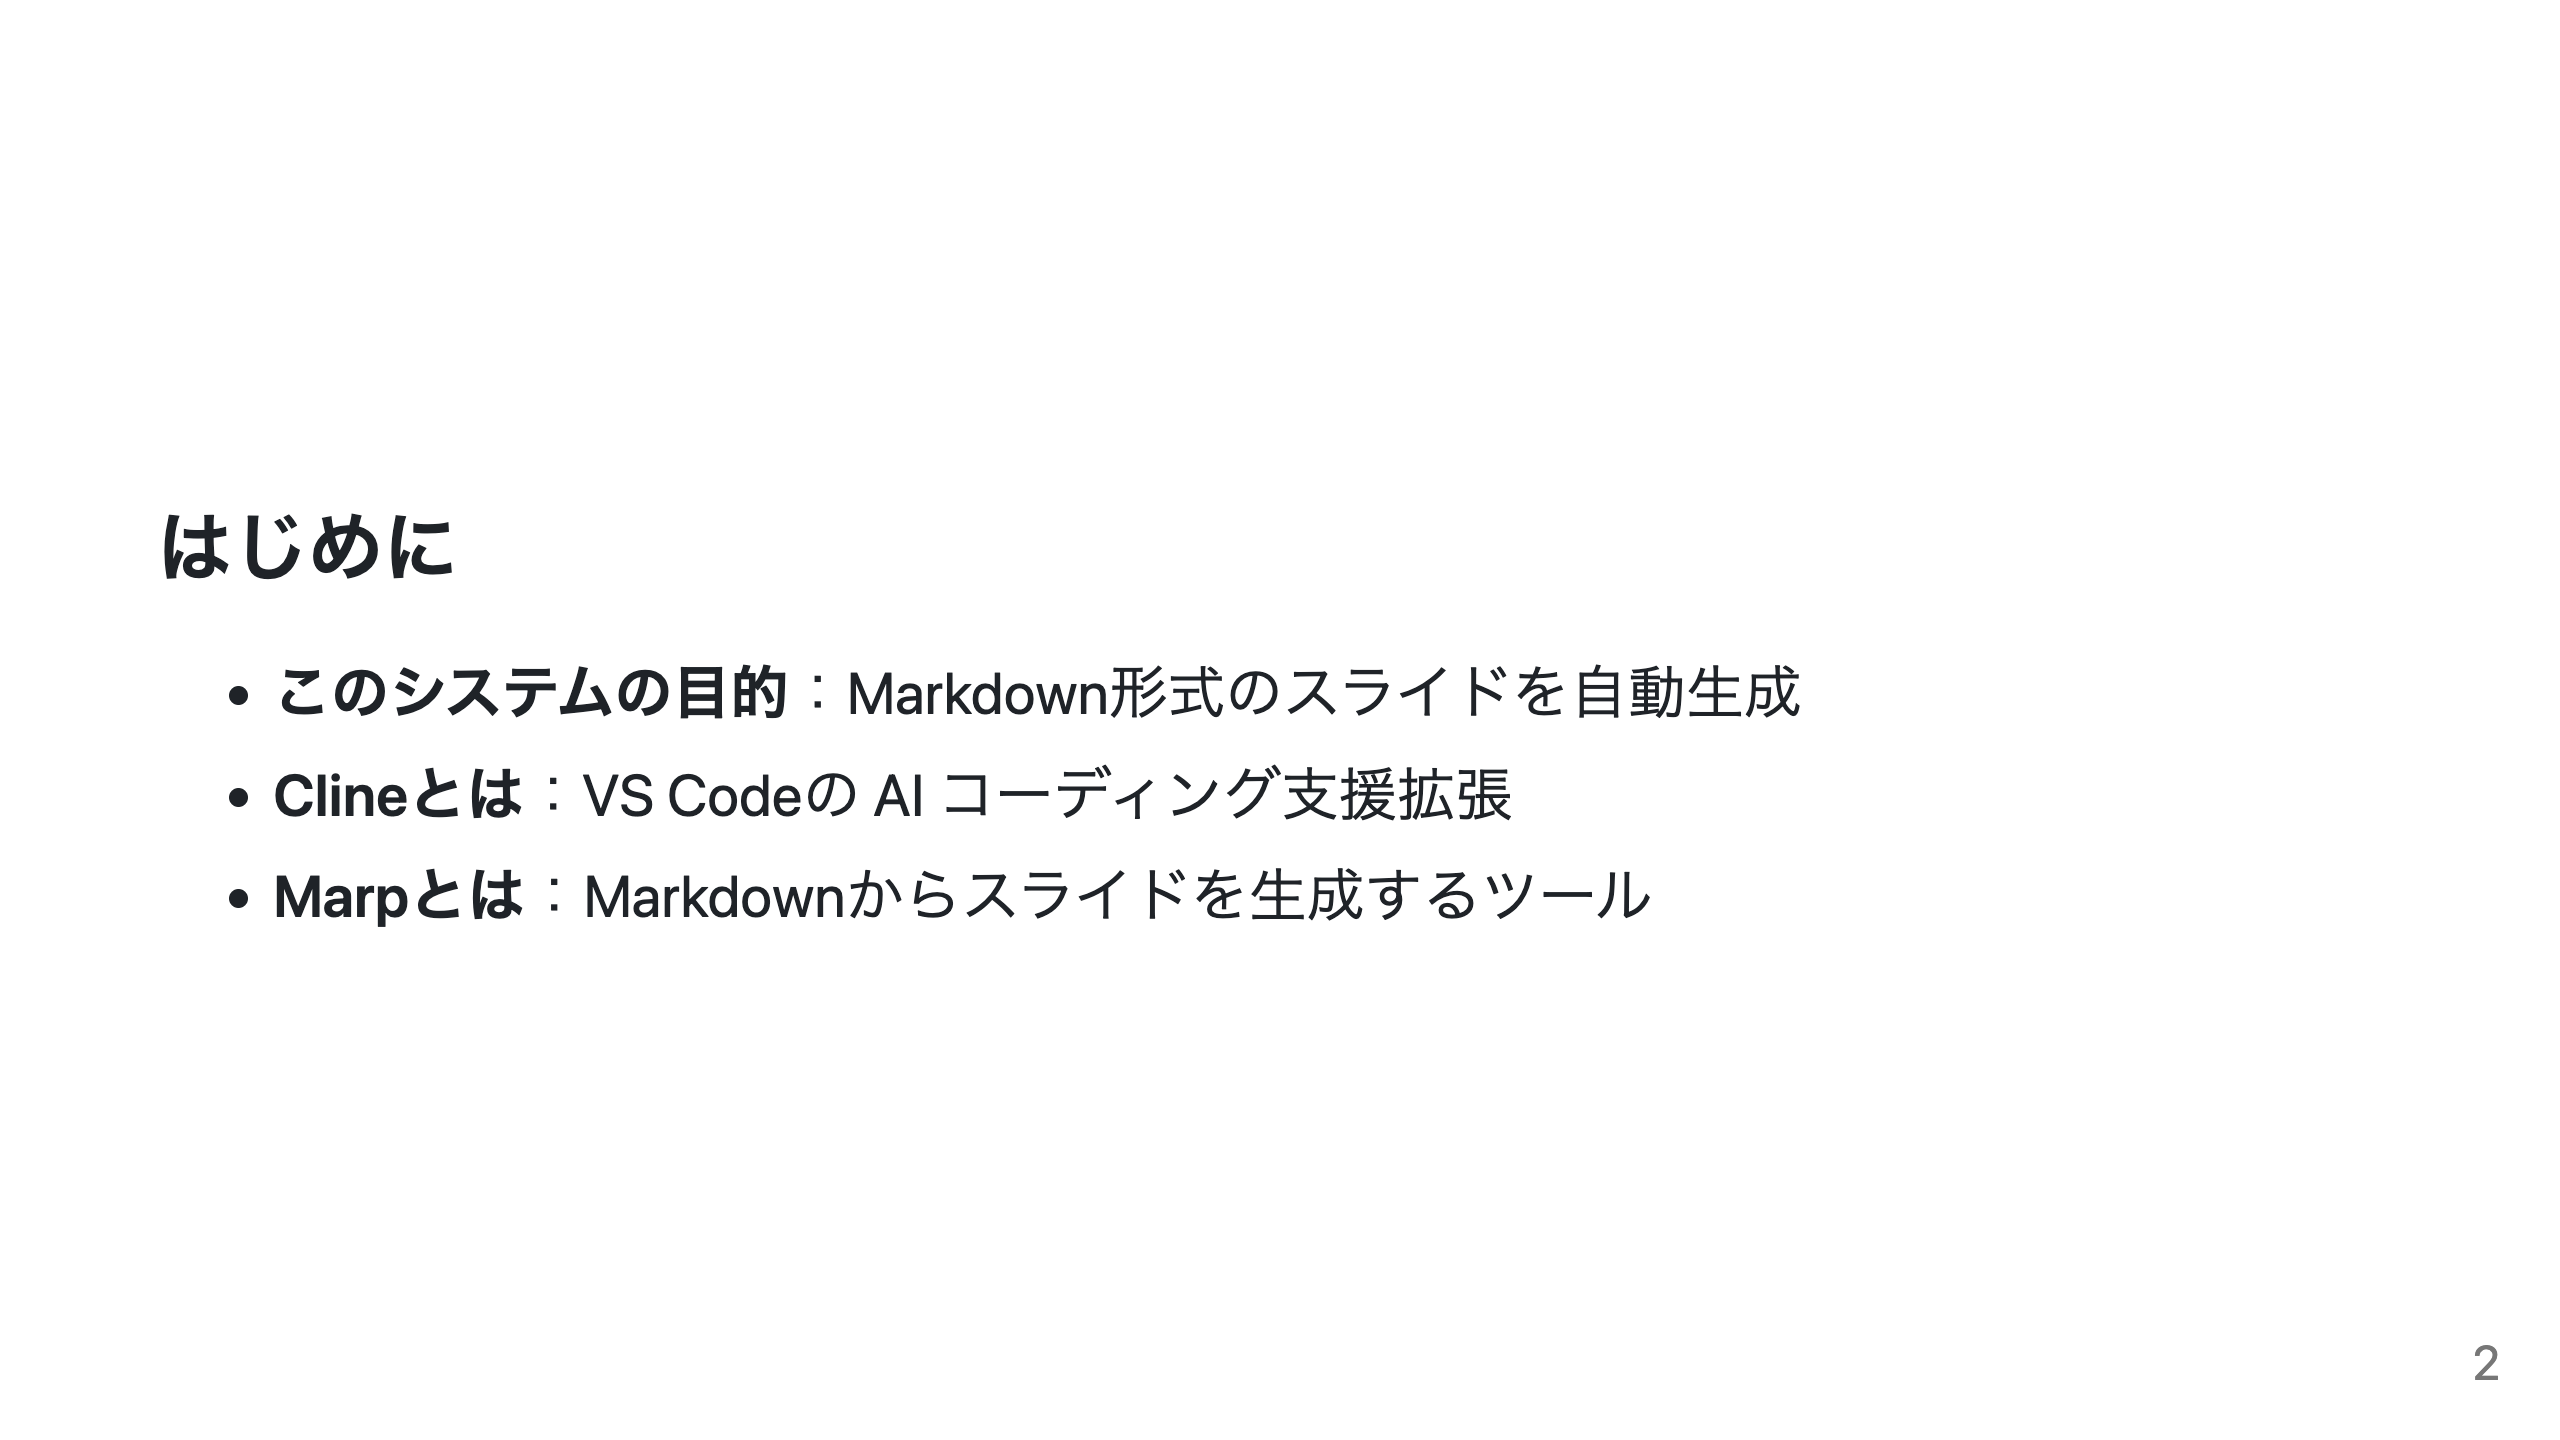 はじめに
• このシステムの目的：Markdown形式のスライドを自動生成
• Clineとは：VS Codeの AI コーディング支援拡張
• Marpとは：Markdownからスライドを生成するツール
2